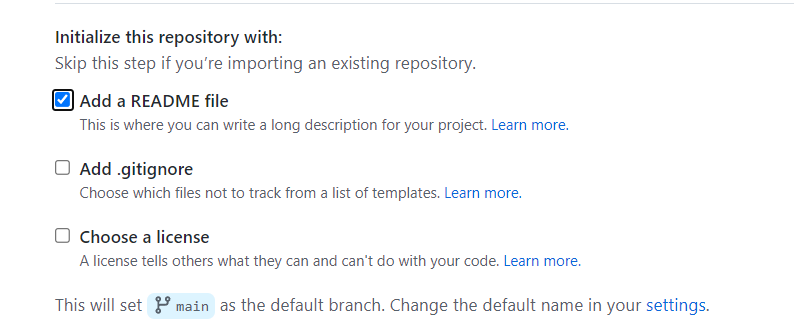 Initialize this repository with:
Skip this step if you’re importing an existing repository.
Add a README file
This is where you can write a long description for your project. Learn more.
Add .gitignore
Choose which files not to track from a list of templates. Learn more.
Choose a license
A license tells others what they can and can't do with your code. Learn more.
This will set main as the default branch. Change the default name in your settings.